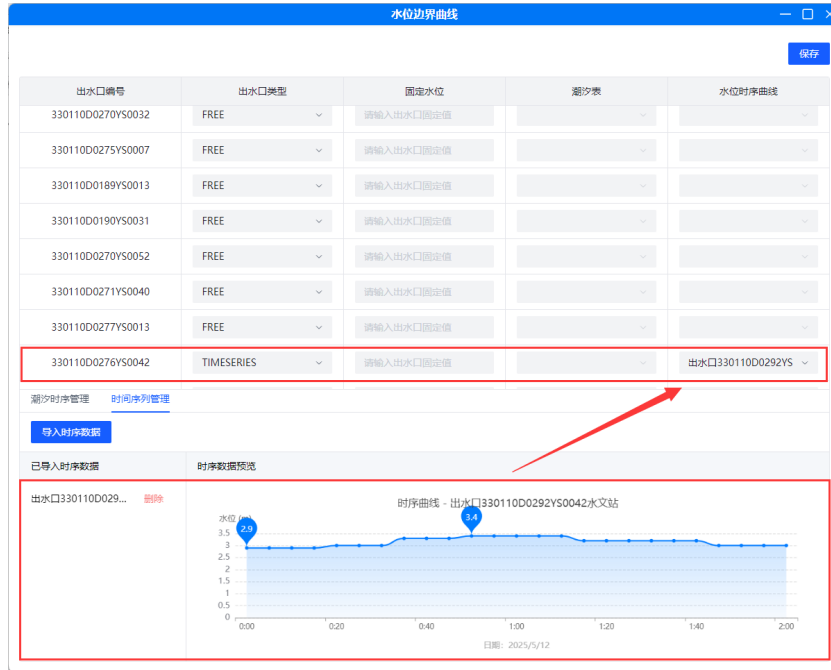 水位边界曲线
保存
出水口编号 出水口类型 固定水位 潮汐表 水位时序曲线
330110D0270YS0032 FREE 请输入出水口固定值
330110D0275YS0007 FREE 请输入出水口固定值
330110D0189YS0013 FREE 请输入出水口固定值
330110D0190YS0031 FREE 请输入出水口固定值
330110D0270YS0052 FREE 请输入出水口固定值
330110D0271YS0040 FREE 请输入出水口固定值
330110D0277YS0013 FREE 请输入出水口固定值
330110D0276YS0042 TIMESERIES 请输入出水口固定值 出水口330110D0292YS
潮汐时序管理 时间序列管理
导入时序数据
已导入时序数据 时序数据预览
出水口330110D029... 删除
时序曲线 - 出水口330110D0292YS0042水文站
水位 (m)
2.9
3.4
3.5
3
2.5
2
1.5
1
0.5
0
0:00 0:20 0:40 1:00 1:20 1:40 2:00
日期: 2025/5/12